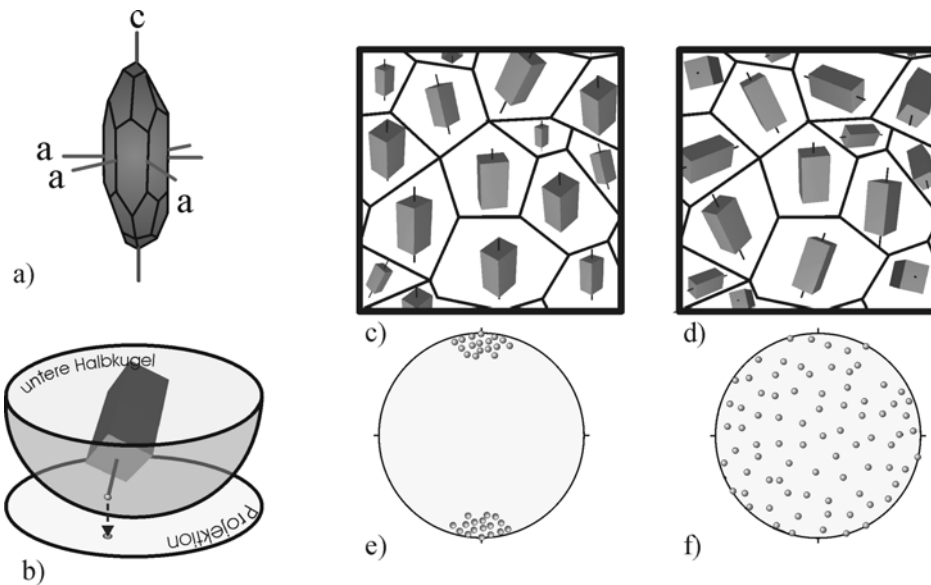 c
a
a
a
a)
untere Halbkugel
Projektion
b)
c)
d)
e)
f)